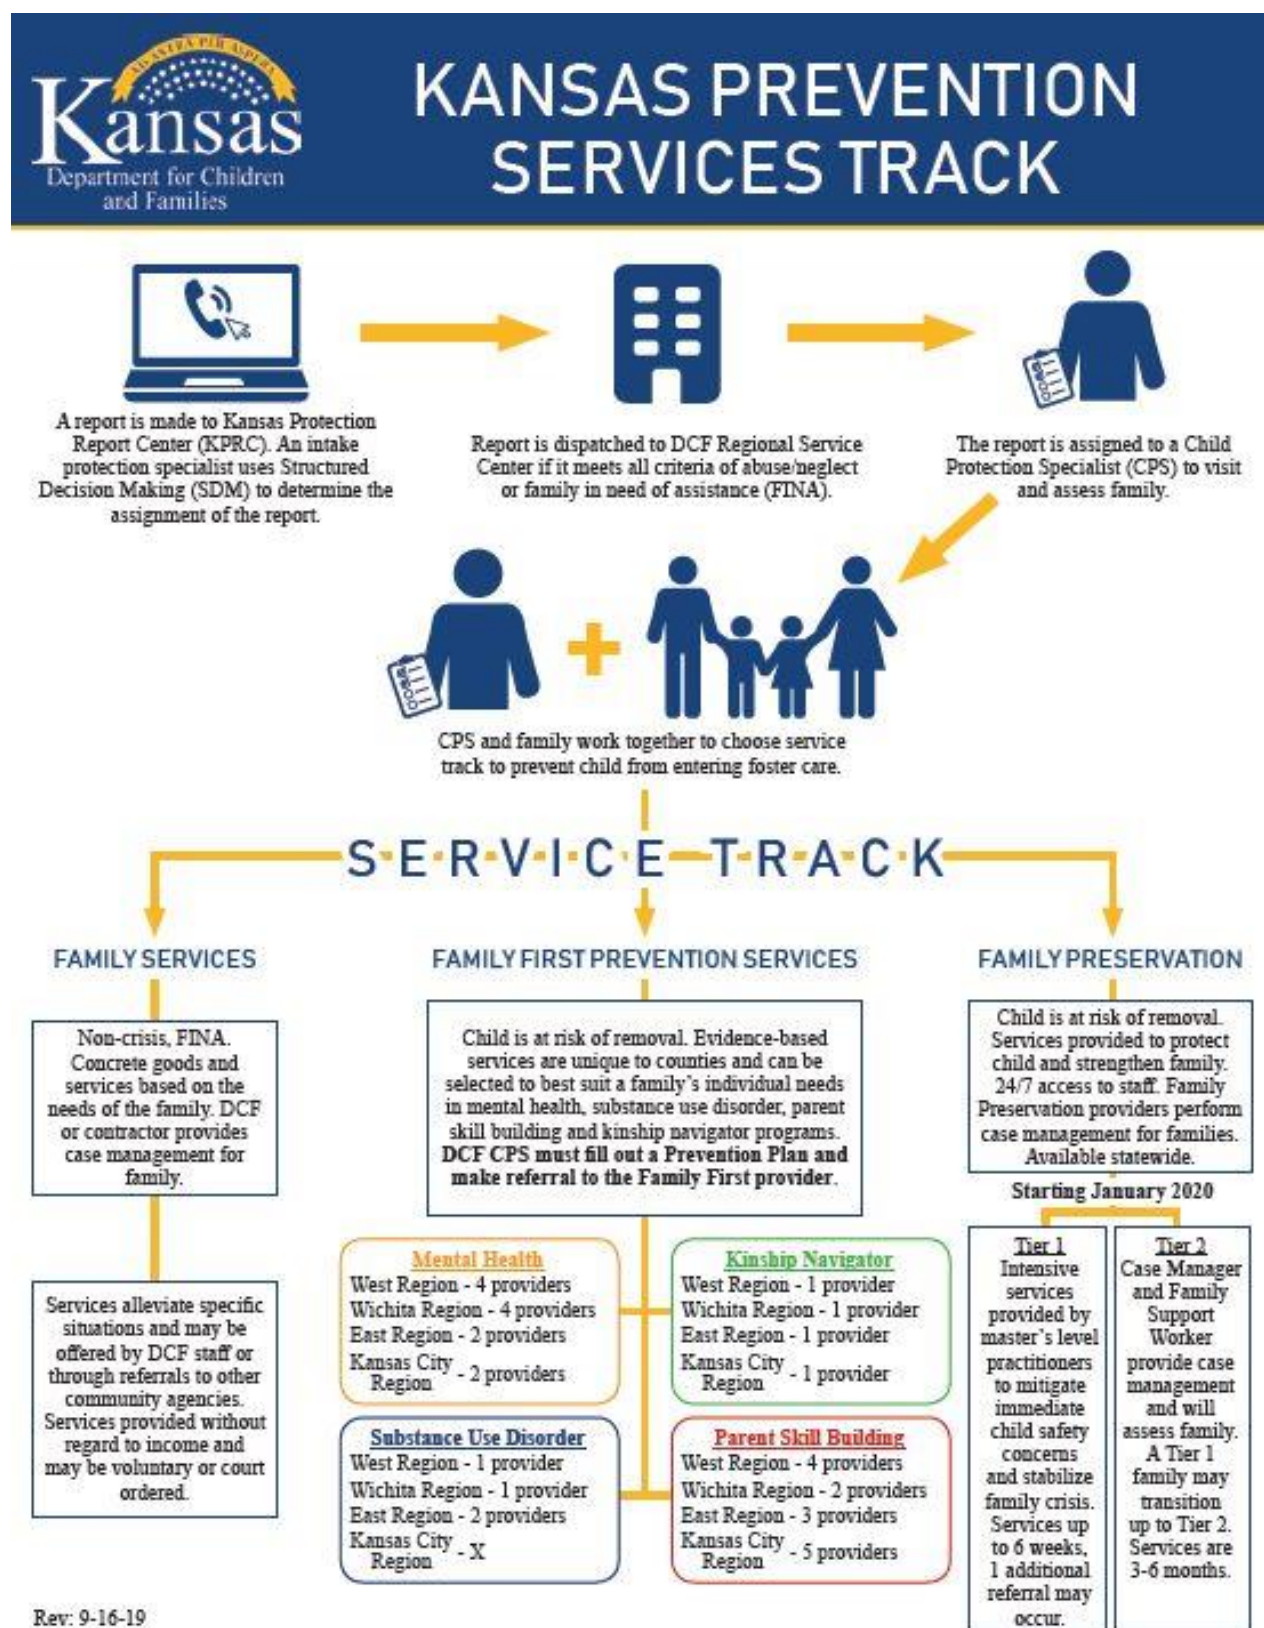 AD ASTRA PER ASPERA
Kansas
Department for Children
and Families
KANSAS PREVENTION
SERVICES TRACK
A report is made to Kansas Protection
Report Center (KPRC). An intake
protection specialist uses Structured
Decision Making (SDM) to determine the
assignment of the report.
Report is dispatched to DCF Regional Service
Center if it meets all criteria of abuse/neglect
or family in need of assistance (FINA).
The report is assigned to a Child
Protection Specialist (CPS) to visit
and assess family.
CPS and family work together to choose service
track to prevent child from entering foster care.
SERVICE TRACK
FAMILY SERVICES
Non-crisis, FINA.
Concrete goods and
services based on the
needs of the family. DCF
or contractor provides
case management for
family.
Services alleviate specific
situations and may be
offered by DCF staff or
through referrals to other
community agencies.
Services provided without
regard to income and
may be voluntary or court
ordered.
FAMILY FIRST PREVENTION SERVICES
Child is at risk of removal. Evidence-based
services are unique to counties and can be
selected to best suit a family's individual needs
in mental health, substance use disorder, parent
skill building and kinship navigator programs.
DCF CPS must fill out a Prevention Plan and
make referral to the Family First provider.
Mental Health
West Region - 4 providers
Wichita Region - 4 providers
East Region - 2 providers
Kansas City
Region - 2 providers
Kinship Navigator
West Region - 1 provider
Wichita Region - 1 provider
East Region - 1 provider
Kansas City
Region - 1 provider
Substance Use Disorder
West Region - 1 provider
Wichita Region - 1 provider
East Region - 2 providers
Kansas City
Region - X
Parent Skill Building
West Region - 4 providers
Wichita Region - 2 providers
East Region - 3 providers
Kansas City
Region - 5 providers
FAMILY PRESERVATION
Child is at risk of removal.
Services provided to protect
child and strengthen family.
24/7 access to staff. Family
Preservation providers perform
case management for families.
Available statewide.
Starting January 2020
Tier 1
Intensive
services
provided by
master's level
practitioners
to mitigate
immediate
child safety
concerns
and stabilize
family crisis.
Services up
to 6 weeks,
1 additional
referral may
occur.
Tier 2
Case Manager
and Family
Support
Worker
provide case
management
and will
assess family.
A Tier 1
family may
transition
up to Tier 2.
Services are
3-6 months.
Rev: 9-16-19